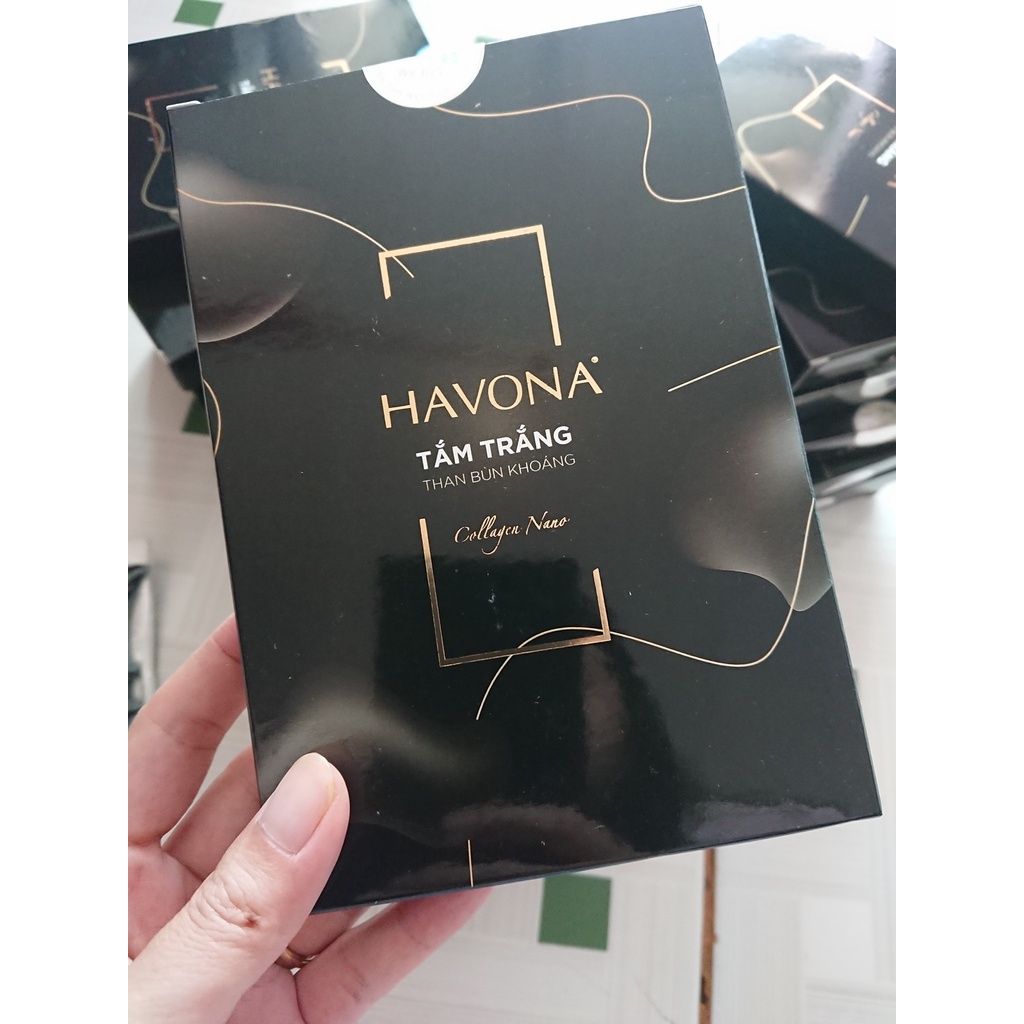 HAVONA®
TẮM TRẮNG
THAN BÙN KHOÁNG
Collagen Nano